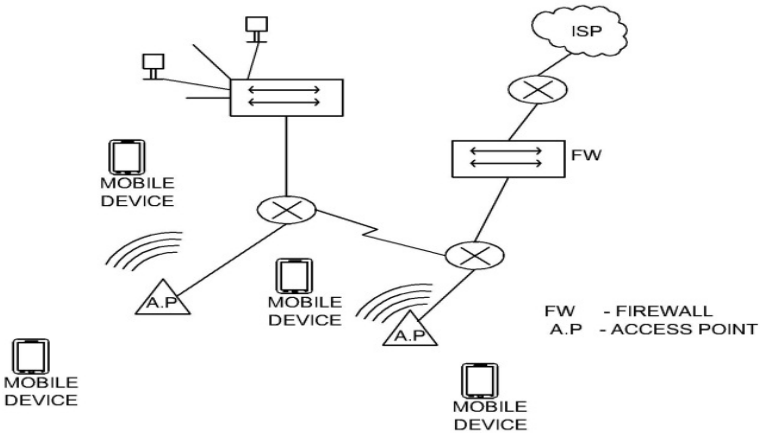 ISP
FW
MOBILE
DEVICE
A.P
MOBILE
DEVICE
A.P
FW - FIREWALL
A.P - ACCESS POINT
MOBILE
DEVICE
MOBILE
DEVICE